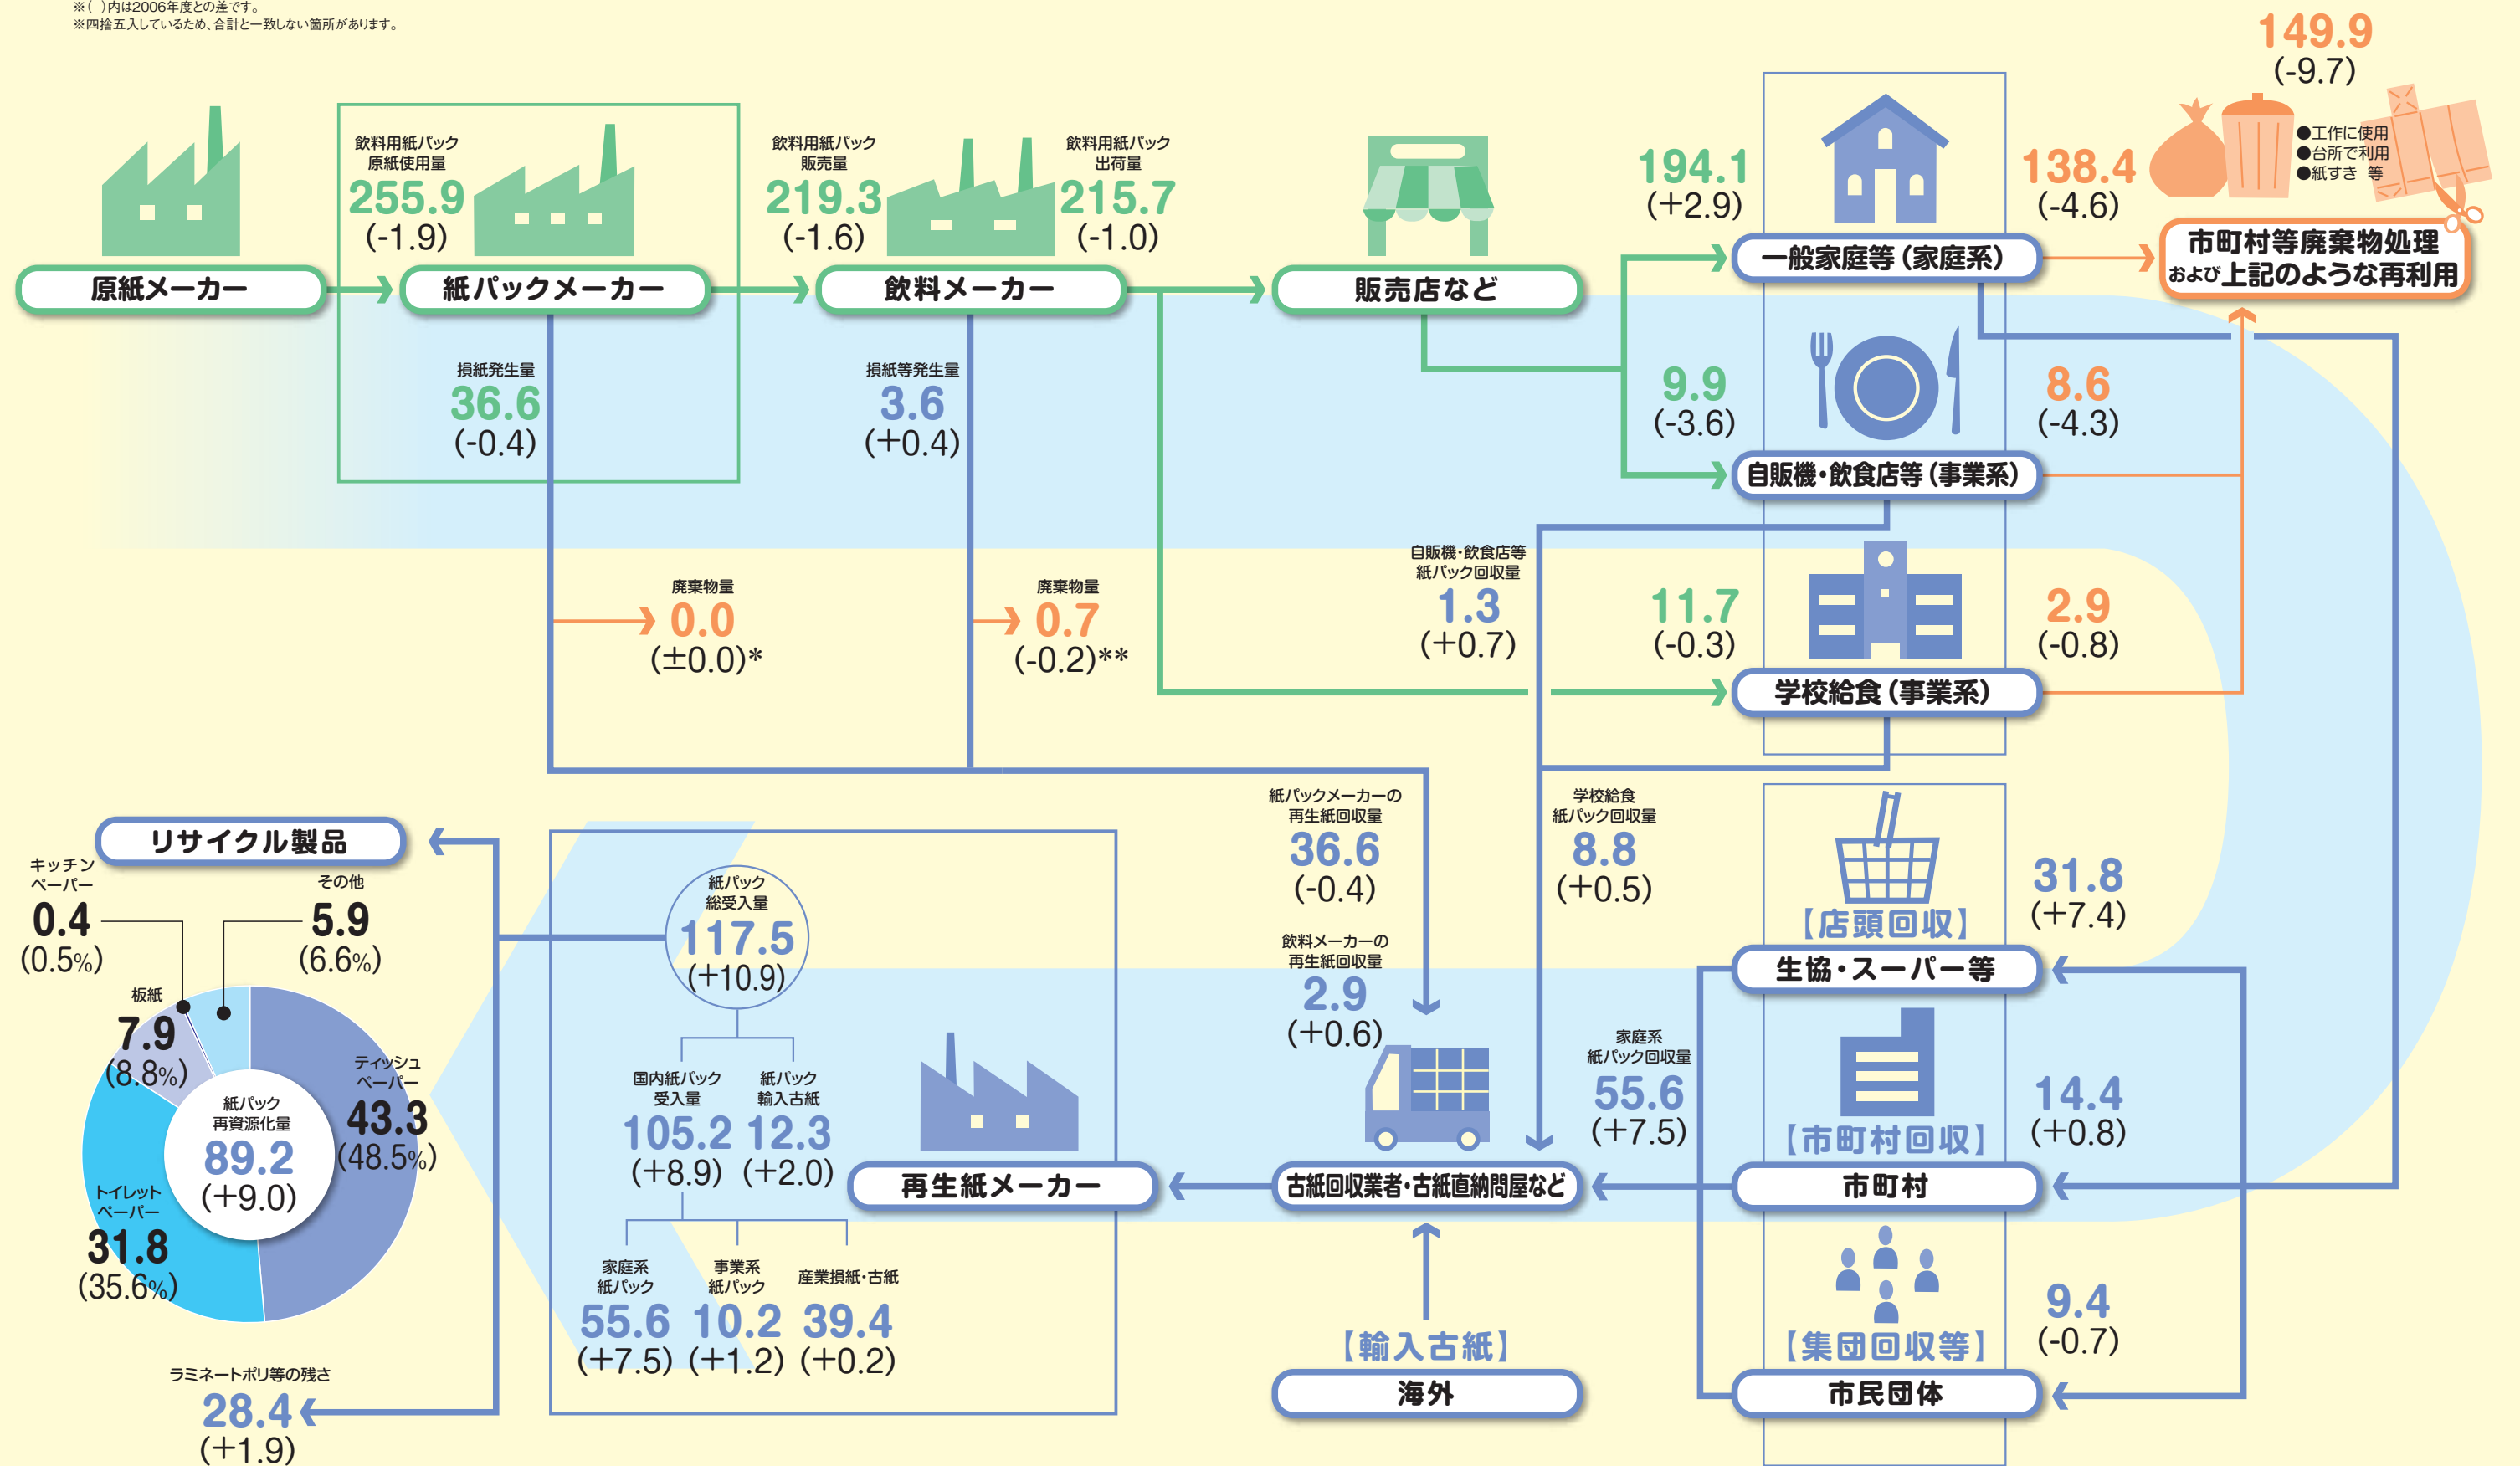 ※(　)内は2006年度との差です。
※四捨五入しているため、合計と一致しない箇所があります。
原紙メーカー
飲料用紙パック
原紙使用量
255.9
(-1.9)
紙パックメーカー
損紙発生量
36.6
(-0.4)
飲料用紙パック
販売量
219.3
(-1.6)
飲料メーカー
飲料用紙パック
出荷量
215.7
(-1.0)
損紙等発生量
3.6
(+0.4)
販売店など
194.1
(+2.9)
一般家庭等(家庭系)
138.4
(-4.6)
149.9
(-9.7)
●工作に使用
●台所で利用
●紙すき 等
市町村等廃棄物処理
および上記のような再利用
9.9
(-3.6)
自販機・飲食店等(事業系)
8.6
(-4.3)
廃棄物量
0.0
(±0.0)*
廃棄物量
0.7
(-0.2)**
自販機・飲食店等
紙パック回収量
1.3
(+0.7)
11.7
(-0.3)
学校給食(事業系)
2.9
(-0.8)
リサイクル製品
キッチン
ペーパー
0.4
(0.5%)
その他
5.9
(6.6%)
板紙
7.9
(8.8%)
ティッシュ
ペーパー
43.3
(48.5%)
紙パック
再資源化量
89.2
(+9.0)
トイレット
ペーパー
31.8
(35.6%)
ラミネートポリ等の残さ
28.4
(+1.9)
紙パック
総受入量
117.5
(+10.9)
国内紙パック
受入量
105.2
(+8.9)
紙パック
輸入古紙
12.3
(+2.0)
家庭系
紙パック
55.6
(+7.5)
事業系
紙パック
10.2
(+1.2)
産業損紙・古紙
39.4
(+0.2)
再生紙メーカー
紙パックメーカーの
再生紙回収量
36.6
(-0.4)
飲料メーカーの
再生紙回収量
2.9
(+0.6)
学校給食
紙パック回収量
8.8
(+0.5)
古紙回収業者・古紙直納問屋など
【輸入古紙】
海外
家庭系
紙パック回収量
55.6
(+7.5)
【店頭回収】
生協・スーパー等
31.8
(+7.4)
【市町村回収】
市町村
14.4
(+0.8)
【集団回収等】
市民団体
9.4
(-0.7)